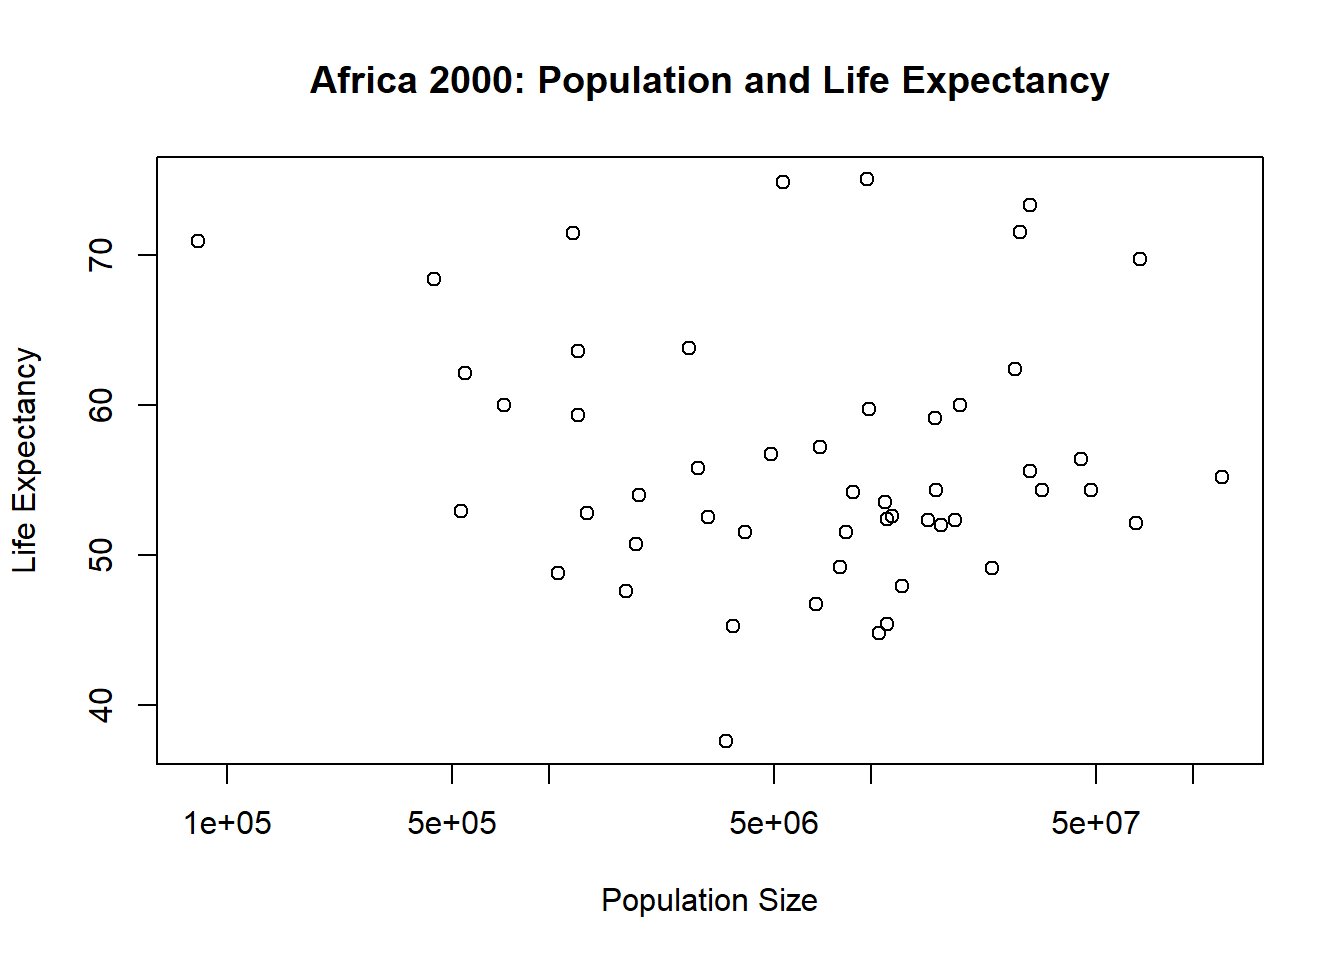 Africa 2000: Population and Life Expectancy
Life Expectancy
70
60
50
40
1e+05 5e+05 5e+06 5e+07
Population Size